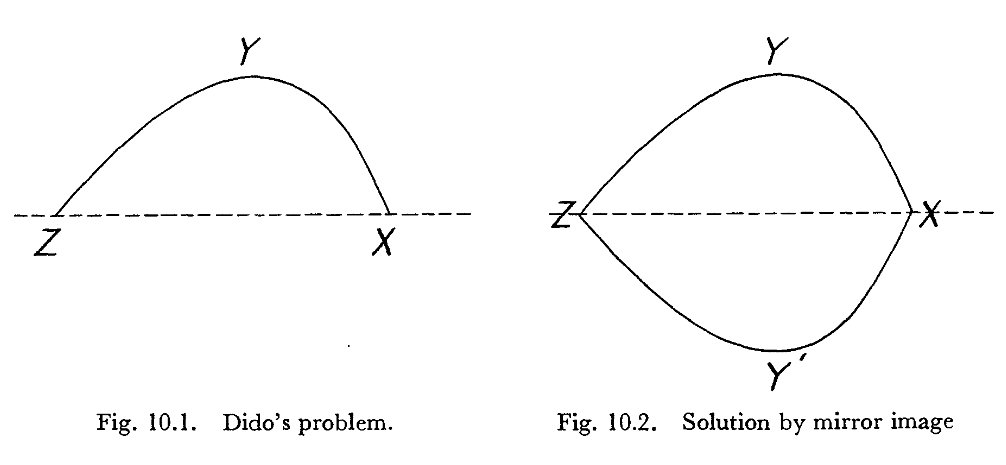 Y
Z
X
Fig. 10.1. Dido's problem.
Y
Z
X
Y′
Fig. 10.2. Solution by mirror image